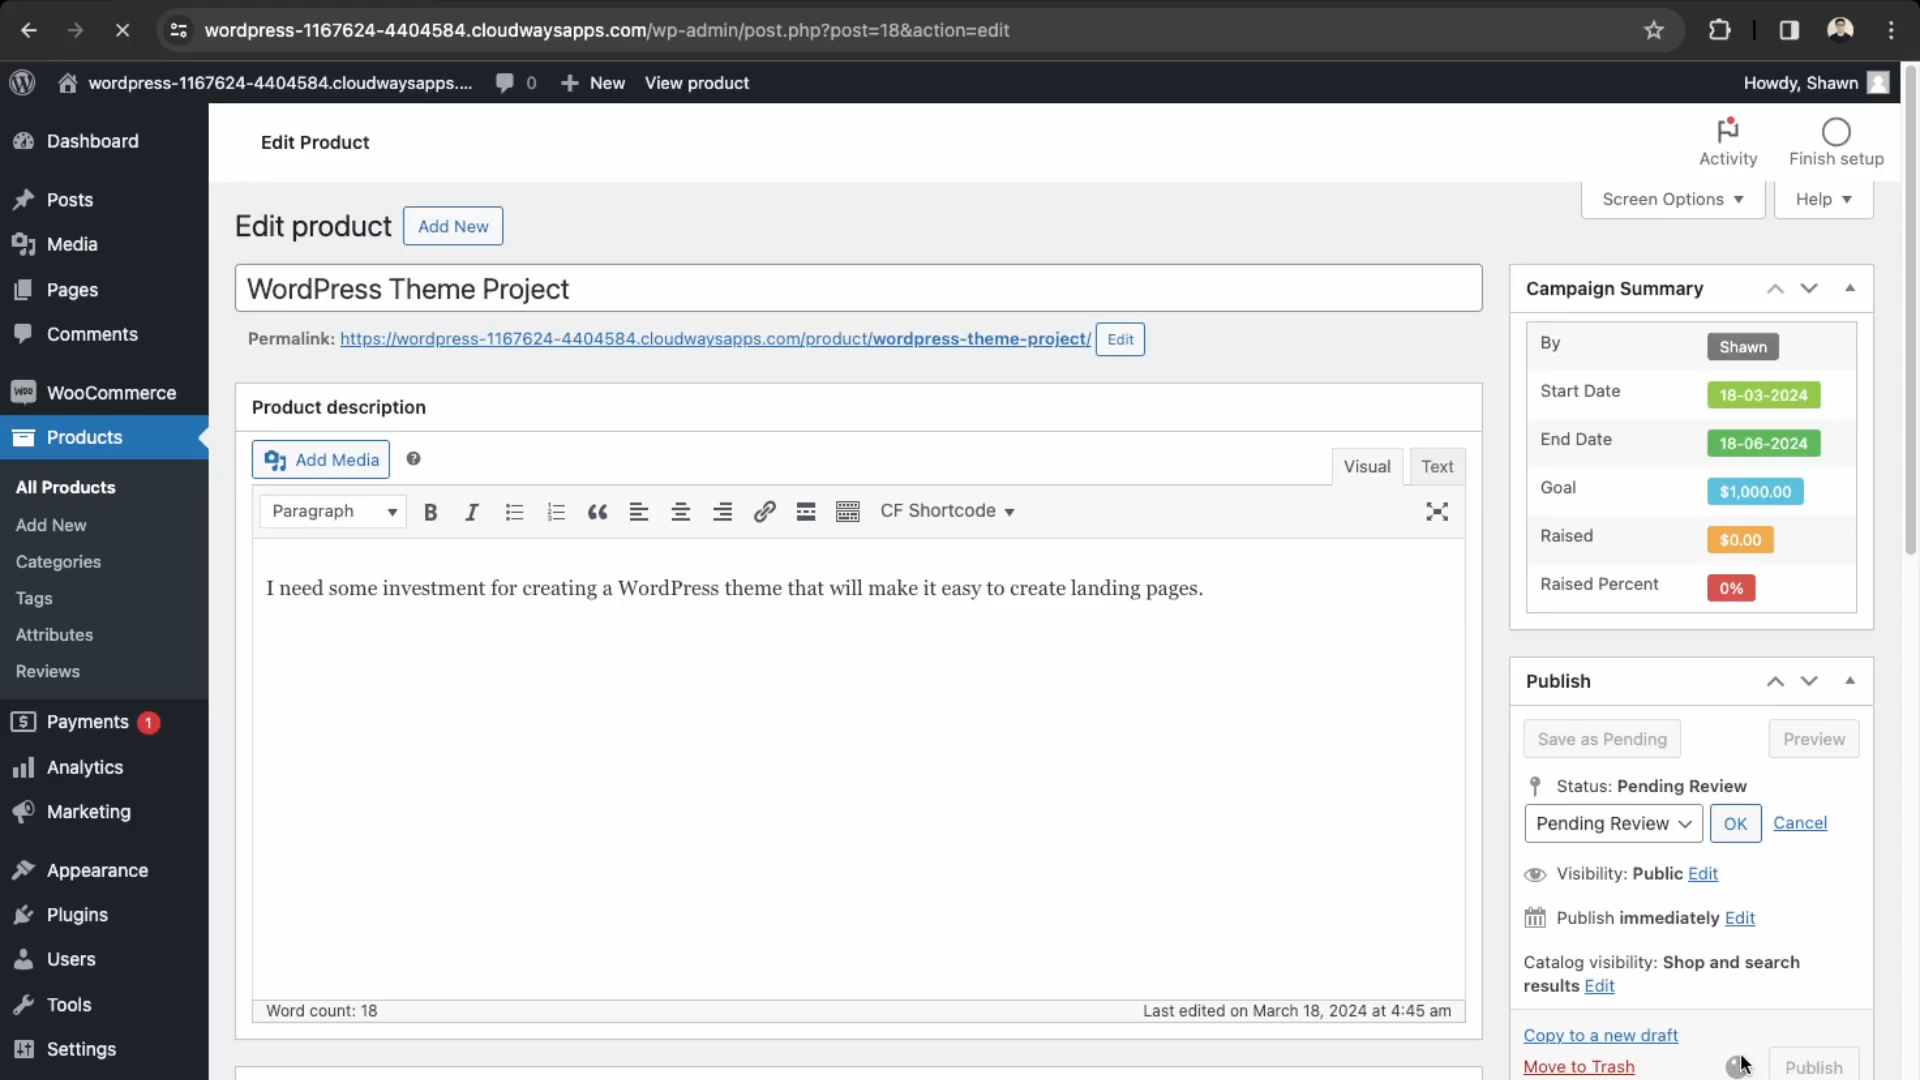 wordpress-1167624-4404584.cloudwaysapps.com/wp-admin/post.php?post=18&action=edit
wordpress-1167624-4404584.cloudwaysapps.... 0 New View product Howdy, Shawn
Dashboard
Posts
Media
Pages
Comments
WOO WooCommerce
Products
All Products
Add New
Categories
Tags
Attributes
Reviews
Payments 1
Analytics
Marketing
Appearance
Plugins
Users
Tools
Settings
Edit Product
Activity
Finish setup
Screen Options
Help
Edit product Add New
WordPress Theme Project
Permalink: https://wordpress-1167624-4404584.cloudwaysapps.com/product/wordpress-theme-project/ Edit
Product description
Add Media
Visual Text
Paragraph B I CF Shortcode
I need some investment for creating a WordPress theme that will make it easy to create landing pages.
Word count: 18 Last edited on March 18, 2024 at 4:45 am
Campaign Summary
By Shawn
Start Date 18-03-2024
End Date 18-06-2024
Goal $1,000.00
Raised $0.00
Raised Percent 0%
Publish
Save as Pending Preview
Status: Pending Review
Pending Review OK Cancel
Visibility: Public Edit
Publish immediately Edit
Catalog visibility: Shop and search
results Edit
Copy to a new draft
Move to Trash Publish